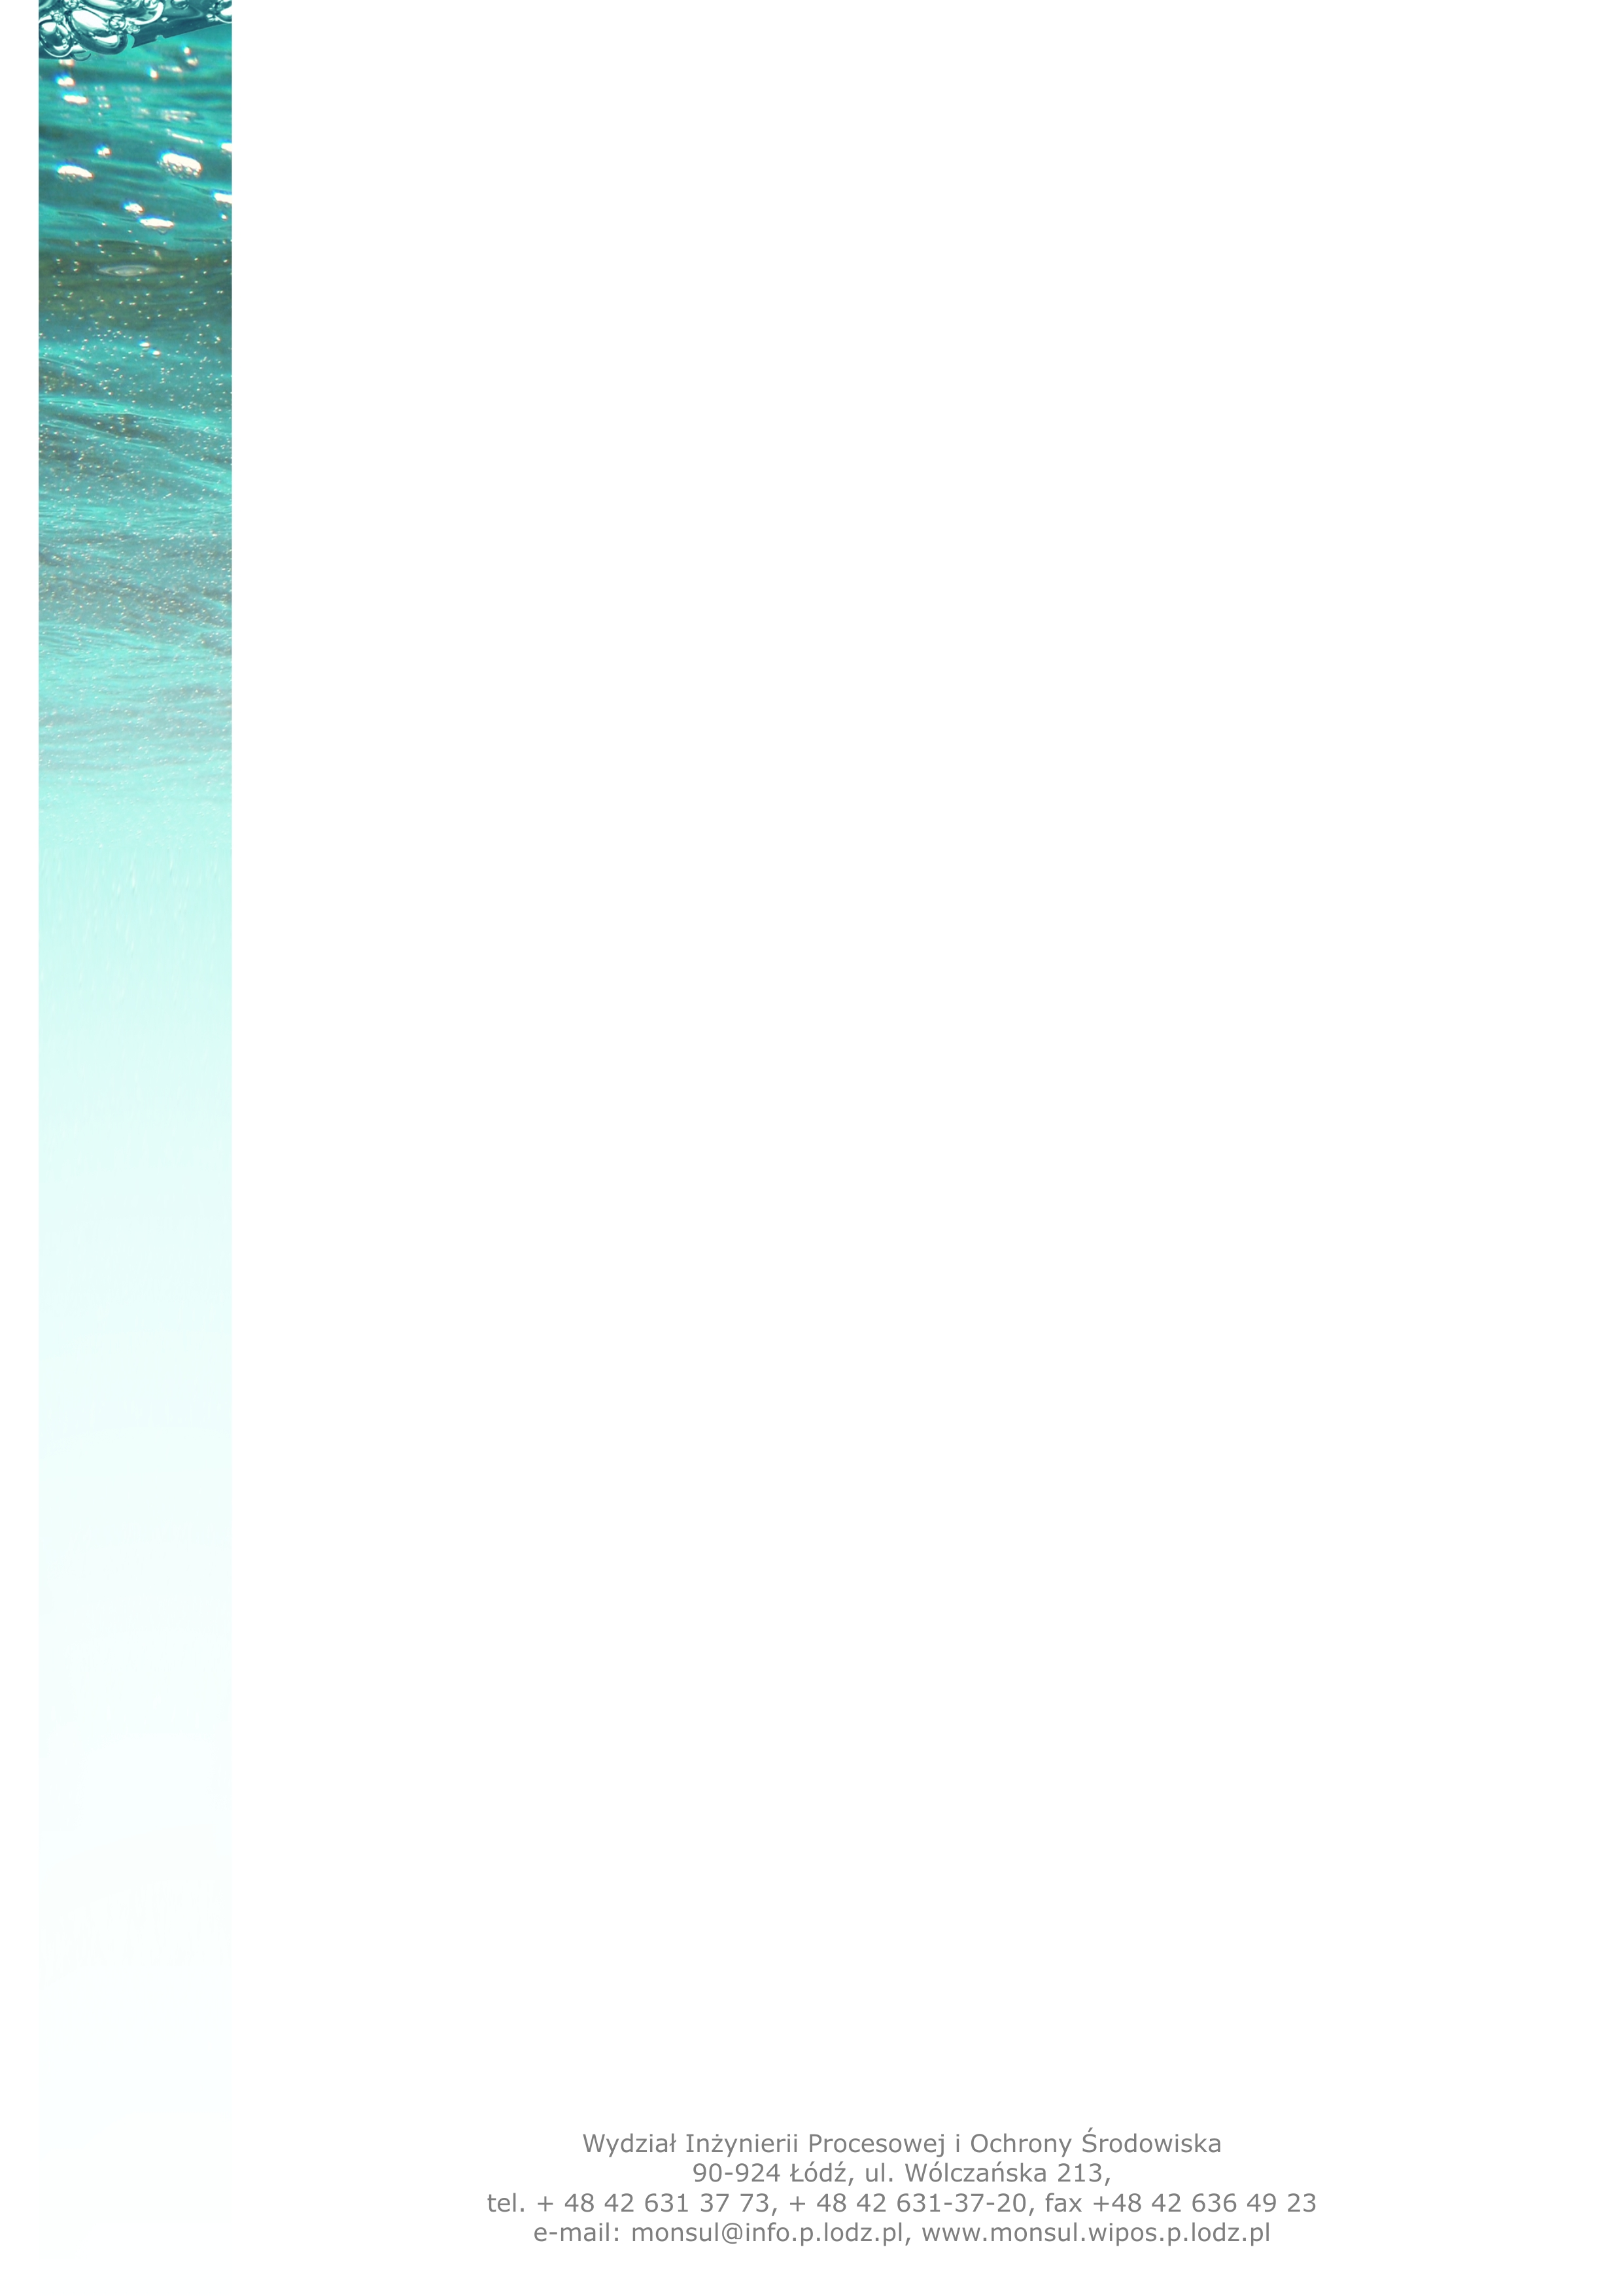 Wydział Inżynierii Procesowej i Ochrony Środowiska
90-924 Łódź, ul. Wólczańska 213,
tel. + 48 42 631 37 73, + 48 42 631-37-20, fax +48 42 636 49 23
e-mail: monsul@info.p.lodz.pl, www.monsul.wipos.p.lodz.pl